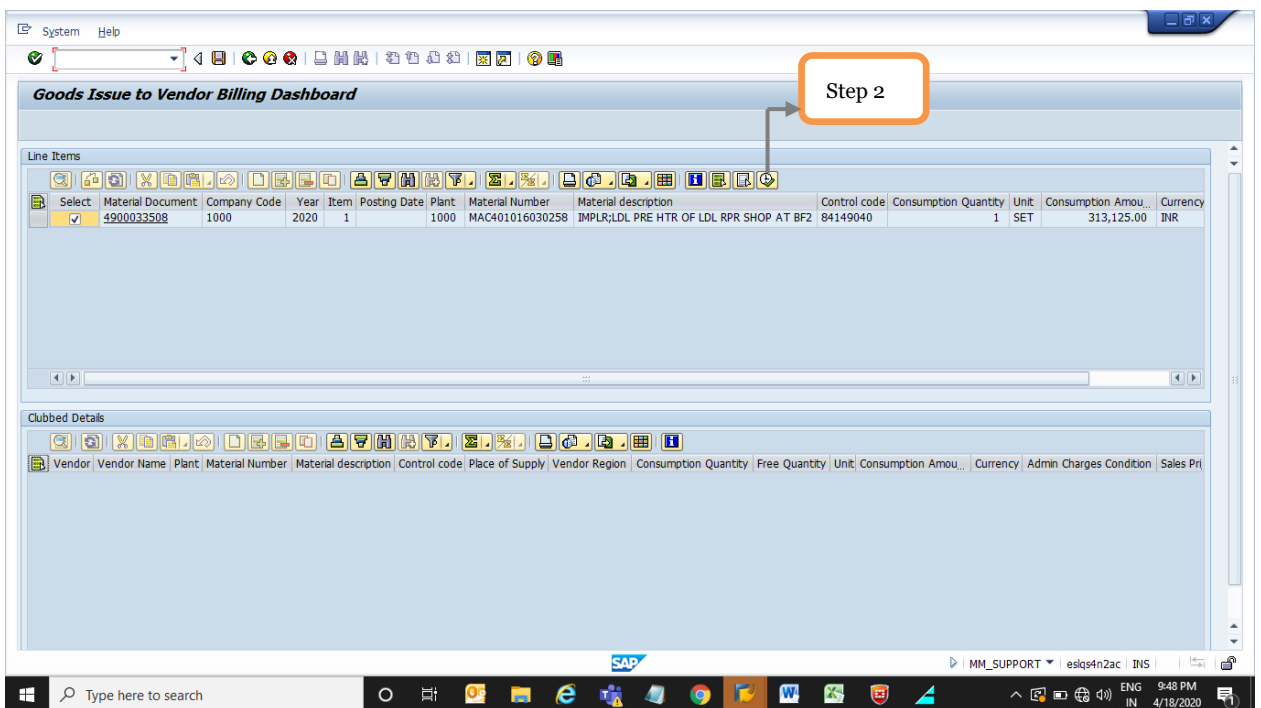 System Help
Goods Issue to Vendor Billing Dashboard
Step 2
Line Items
Select Material Document Company Code Year Item Posting Date Plant Material Number Material description Control code Consumption Quantity Unit Consumption Amou... Currency
4900033508 1000 2020 1 1000 MAC401016030258 IMPLR;LDL PRE HTR OF LDL RPR SHOP AT BF2 84149040 1 SET 313,125.00 INR
Clubbed Details
Vendor Vendor Name Plant Material Number Material description Control code Place of Supply Vendor Region Consumption Quantity Free Quantity Unit Consumption Amou... Currency Admin Charges Condition Sales Pri
SAP
MM_SUPPORT eslqs4n2ac INS
Type here to search
ENG 9:48 PM
IN 4/18/2020